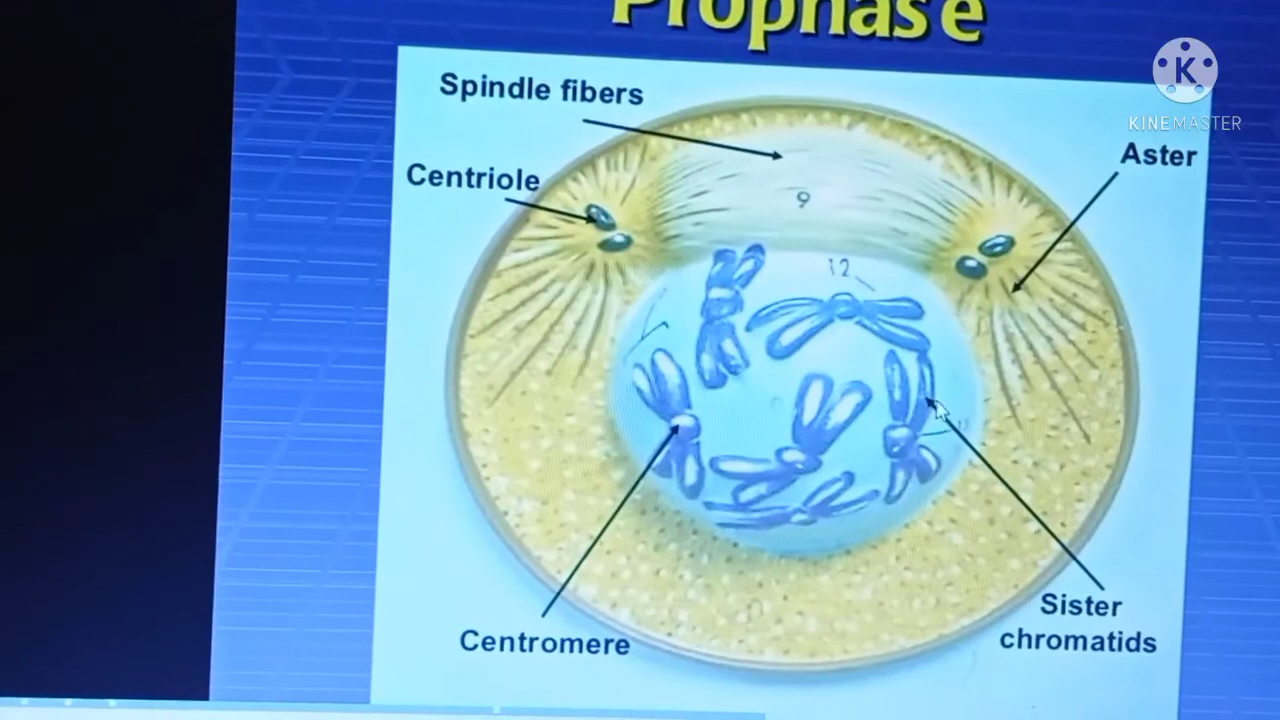 Prophase
K
KINEMASTER
Spindle fibers
Aster
Centriole
9
12
Centromere
Sister
chromatids